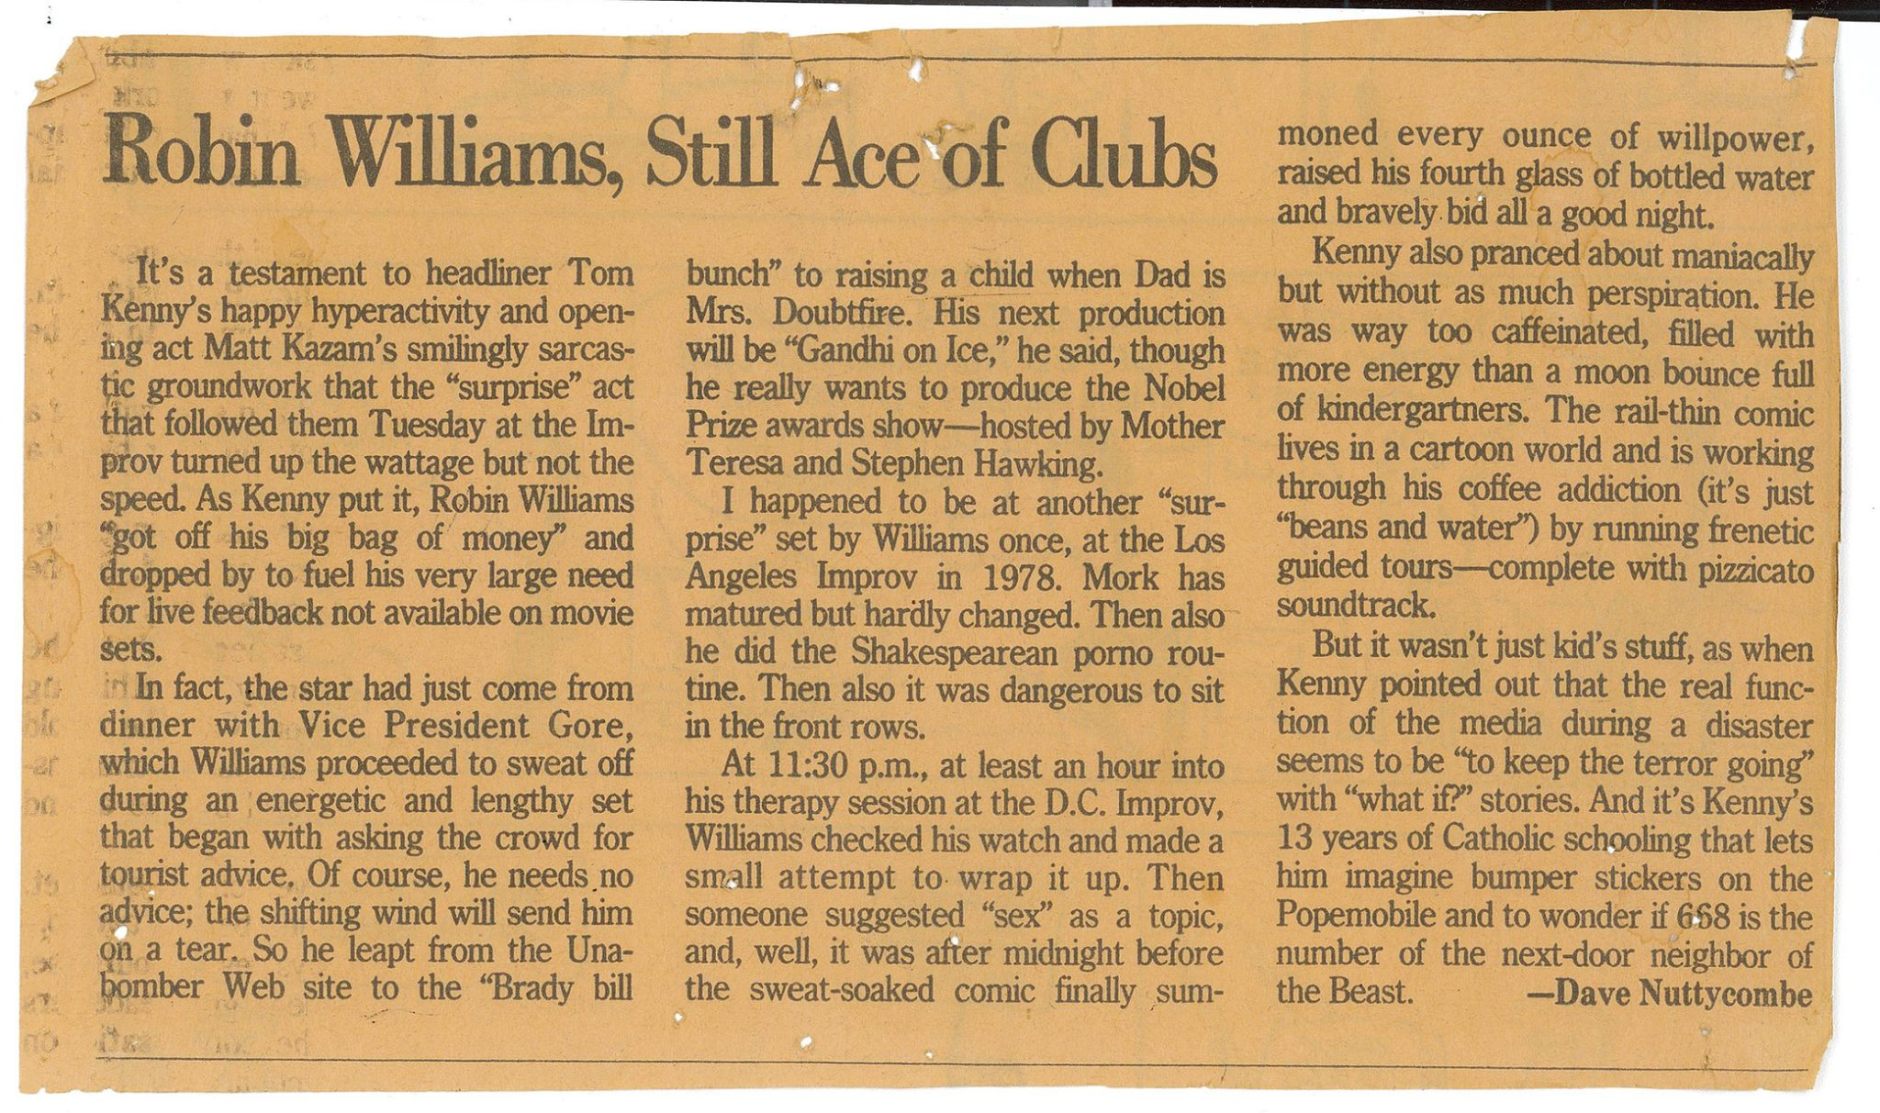 Robin Williams, Still Ace of Clubs
It's a testament to headliner Tom
Kenny's happy hyperactivity and open-
ing act Matt Kazam's smilingly sarcas-
tic groundwork that the “surprise” act
that followed them Tuesday at the Im-
prov turned up the wattage but not the
speed. As Kenny put it, Robin Williams
“got off his big bag of money” and
dropped by to fuel his very large need
for live feedback not available on movie
sets.
In fact, the star had just come from
dinner with Vice President Gore,
which Williams proceeded to sweat off
during an energetic and lengthy set
that began with asking the crowd for
tourist advice. Of course, he needs no
advice; the shifting wind will send him
on a tear. So he leapt from the Una-
bomber Web site to the “Brady bill
bunch” to raising a child when Dad is
Mrs. Doubtfire. His next production
will be “Gandhi on Ice,” he said, though
he really wants to produce the Nobel
Prize awards show—hosted by Mother
Teresa and Stephen Hawking.
I happened to be at another “sur-
prise” set by Williams once, at the Los
Angeles Improv in 1978. Mork has
matured but hardly changed. Then also
he did the Shakespearean porno rou-
tine. Then also it was dangerous to sit
in the front rows.
At 11:30 p.m., at least an hour into
his therapy session at the D.C. Improv,
Williams checked his watch and made a
small attempt to wrap it up. Then
someone suggested “sex” as a topic,
and, well, it was after midnight before
the sweat-soaked comic finally sum-
moned every ounce of willpower,
raised his fourth glass of bottled water
and bravely bid all a good night.
Kenny also pranced about maniacally
but without as much perspiration. He
was way too caffeinated, filled with
more energy than a moon bounce full
of kindergartners. The rail-thin comic
lives in a cartoon world and is working
through his coffee addiction (it's just
“beans and water”) by running frenetic
guided tours—complete with pizzicato
soundtrack.
But it wasn't just kid's stuff, as when
Kenny pointed out that the real func-
tion of the media during a disaster
seems to be “to keep the terror going”
with “what if?” stories. And it's Kenny's
13 years of Catholic schooling that lets
him imagine bumper stickers on the
Popemobile and to wonder if 668 is the
number of the next-door neighbor of
the Beast. —Dave Nuttycombe